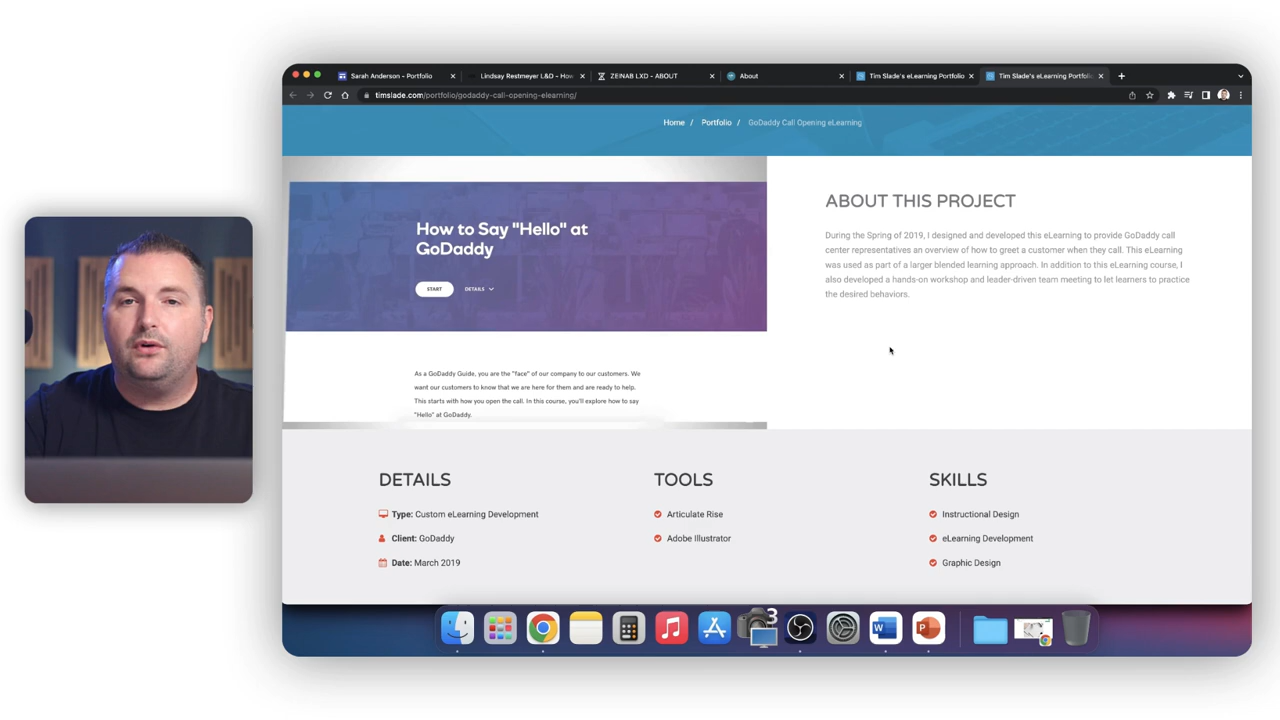 Sarah Anderson - Portfolio
Lindsay Restmeyer L&D - How
ZEINAB LXD - ABOUT
About
Tim Slade's eLearning Portfolio
Tim Slade's eLearning Portfoli
timslade.com/portfolio/godaddy-call-opening-elearning/
Home / Portfolio / GoDaddy Call Opening eLearning
How to Say "Hello" at
GoDaddy
START
DETAILS
As a GoDaddy Guide, you are the "face" of our company to our customers. We
want our customers to know that we are here for them and are ready to help.
This starts with how you open the call. In this course, you'll explore how to say
"Hello" at GoDaddy.
ABOUT THIS PROJECT
During the Spring of 2019, I designed and developed this eLearning to provide GoDaddy call
center representatives an overview of how to greet a customer when they call. This eLearning
was used as part of a larger blended learning approach. In addition to this eLearning course, I
also developed a hands-on workshop and leader-driven team meeting to let learners to practice
the desired behaviors.
DETAILS
Type: Custom eLearning Development
Client: GoDaddy
Date: March 2019
TOOLS
Articulate Rise
Adobe Illustrator
SKILLS
Instructional Design
eLearning Development
Graphic Design
3
W
P